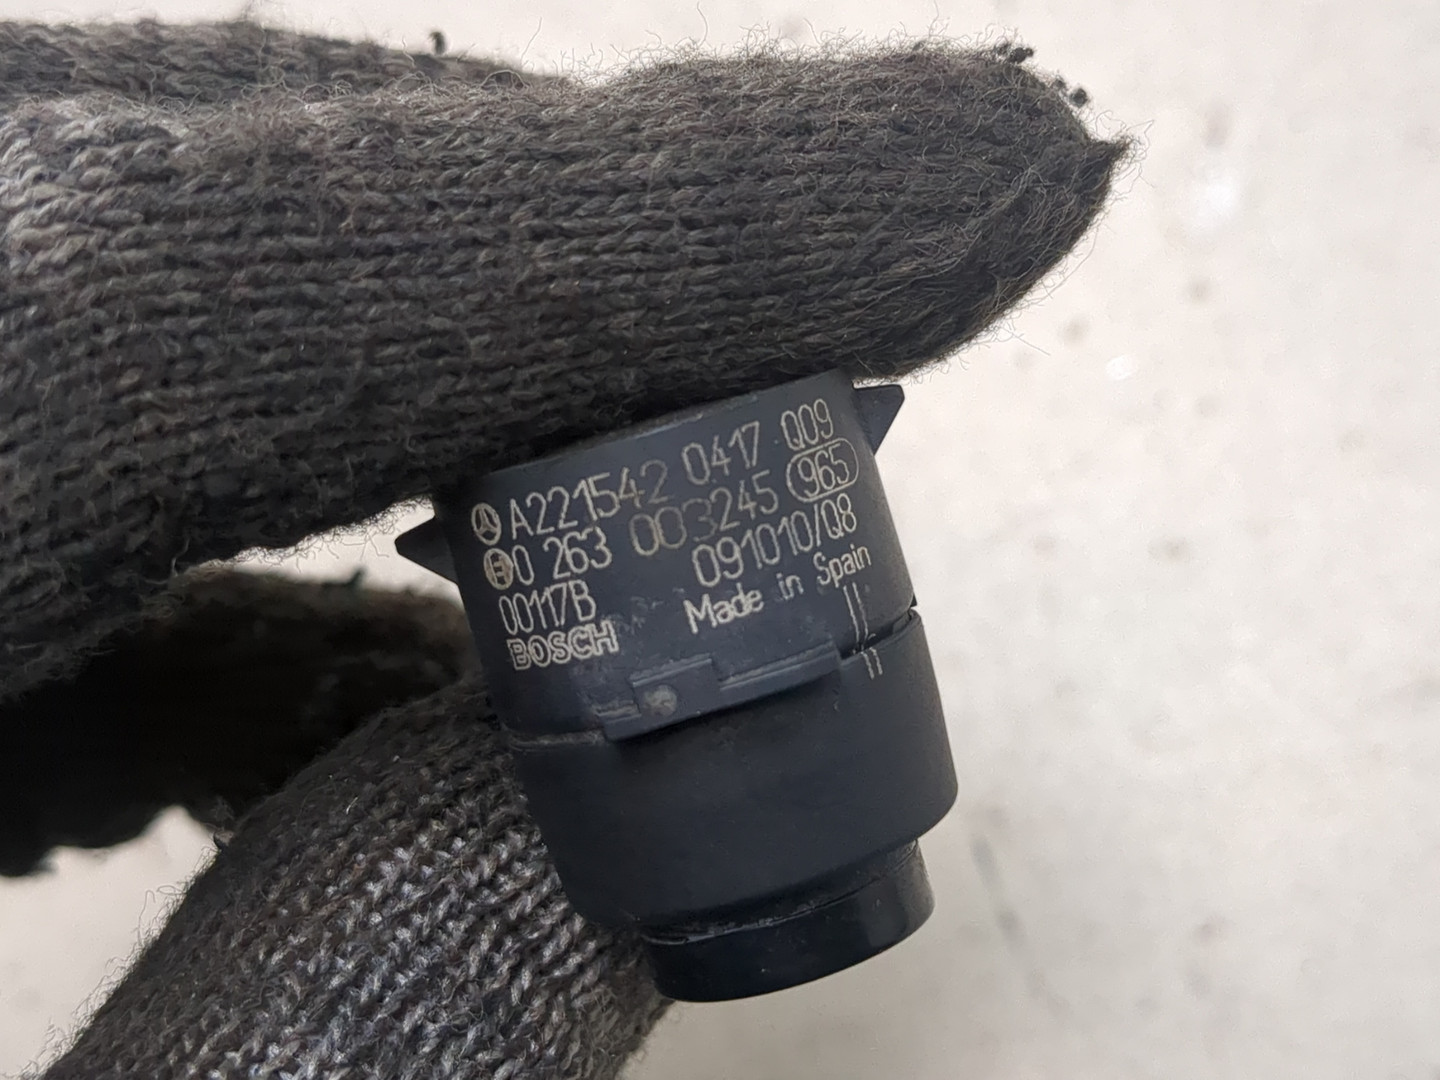 A221542 0417 Q09
0 263 003245 965
00117B 091010/Q8
BOSCH Made in Spain